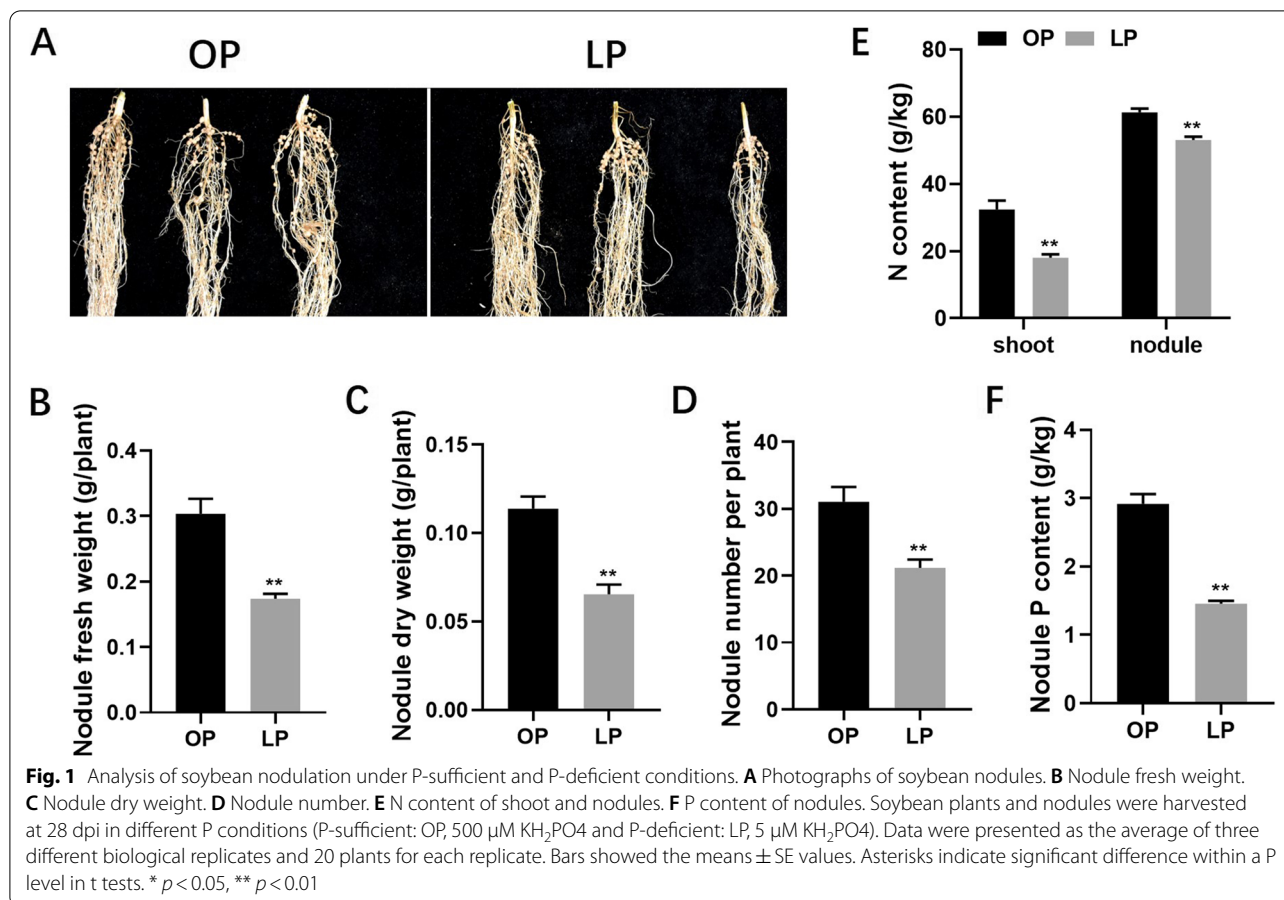 A
OP
LP
E
OP
LP
N content (g/kg)
80
60
40
20
0
**
**
shoot
nodule
B
Nodule fresh weight (g/plant)
0.4
0.3
0.2
0.1
0.0
**
OP
LP
C
Nodule dry weight (g/plant)
0.15
0.10
0.05
0.00
**
OP
LP
D
Nodule number per plant
40
30
20
10
0
**
OP
LP
F
Nodule P content (g/kg)
4
3
2
1
0
**
OP
LP
Fig. 1 Analysis of soybean nodulation under P-sufficient and P-deficient conditions. A Photographs of soybean nodules. B Nodule fresh weight.
C Nodule dry weight. D Nodule number. E N content of shoot and nodules. F P content of nodules. Soybean plants and nodules were harvested
at 28 dpi in different P conditions (P-sufficient: OP, 500 µM KH₂PO4 and P-deficient: LP, 5 µM KH₂PO4). Data were presented as the average of three
different biological replicates and 20 plants for each replicate. Bars showed the means ± SE values. Asterisks indicate significant difference within a P
level in t tests. * p < 0.05, ** p < 0.01